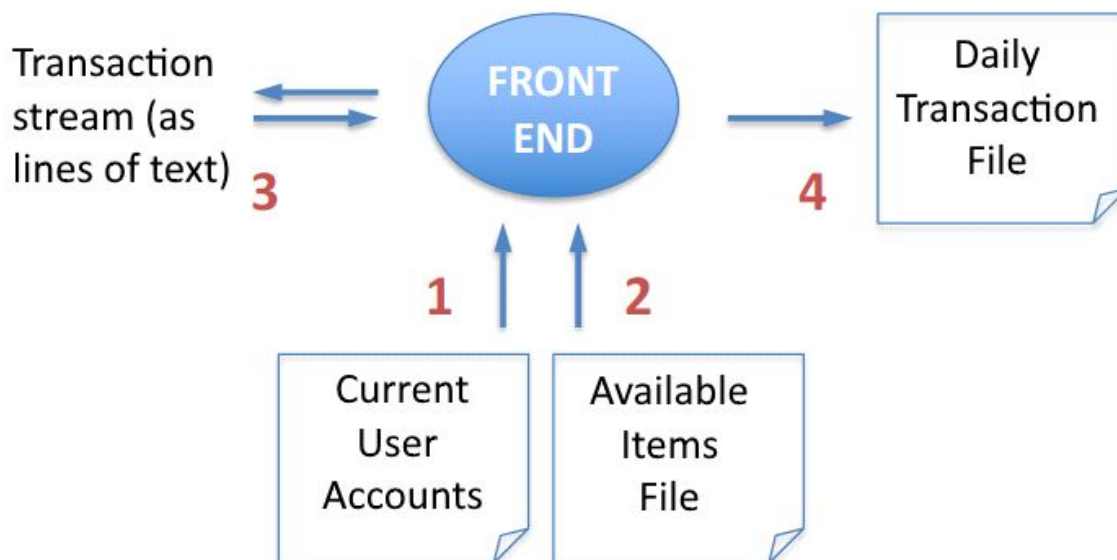 Transaction
stream (as
lines of text)
3
FRONT
END
4
Daily
Transaction
File
1
2
Current
User
Accounts
Available
Items
File